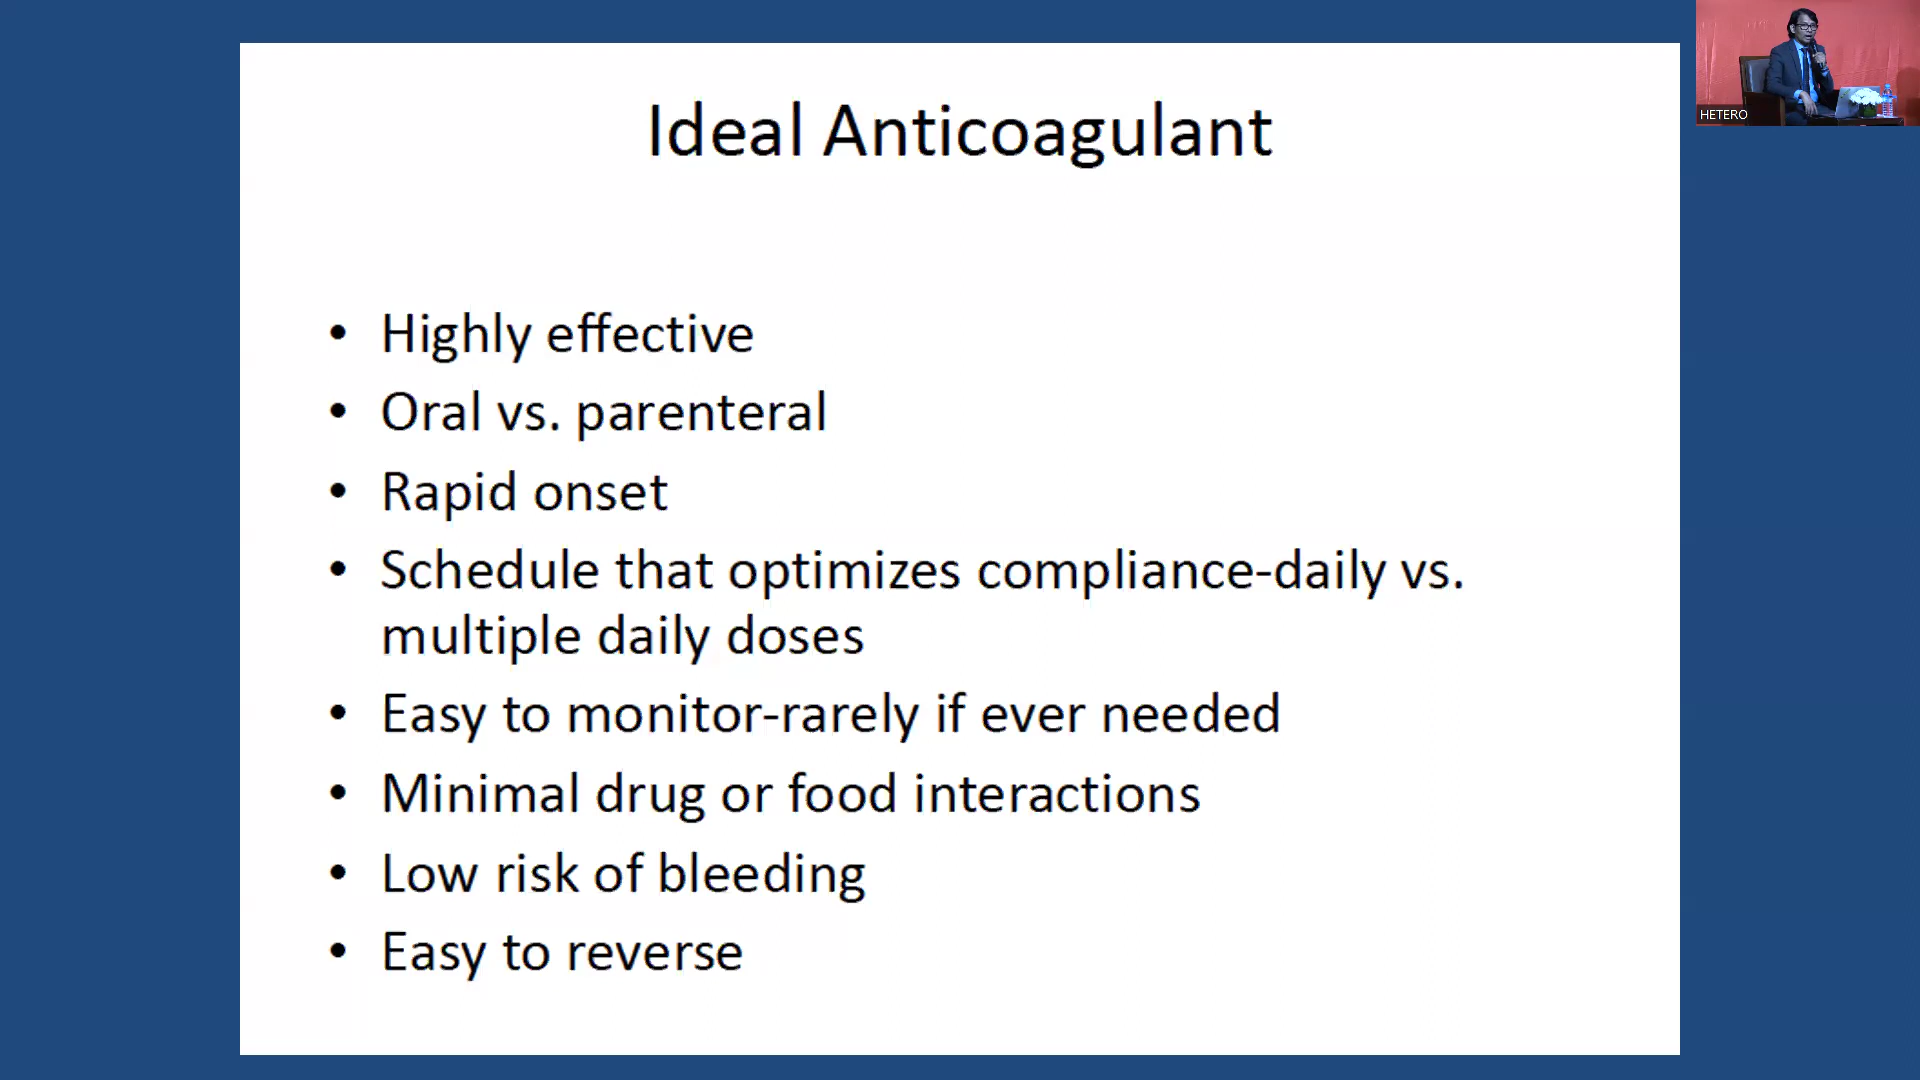 Ideal Anticoagulant
HETERO
• Highly effective
• Oral vs. parenteral
• Rapid onset
• Schedule that optimizes compliance-daily vs.
multiple daily doses
• Easy to monitor-rarely if ever needed
• Minimal drug or food interactions
• Low risk of bleeding
• Easy to reverse